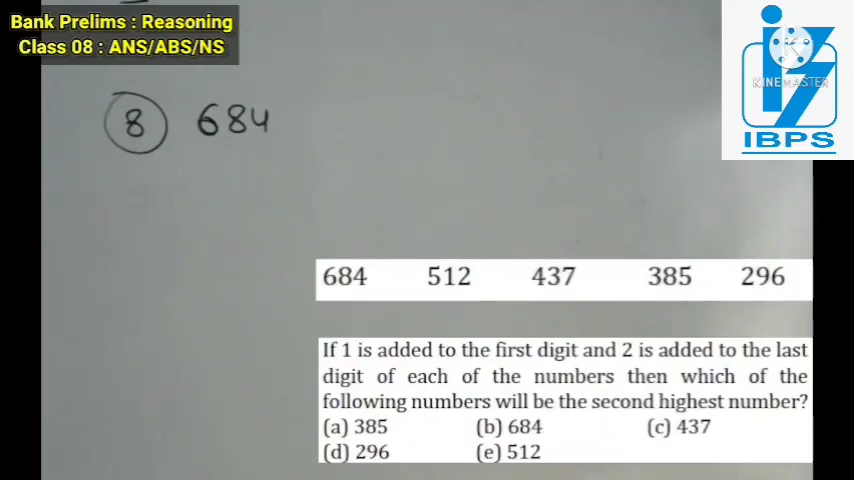 Bank Prelims : Reasoning
Class 08 : ANS/ABS/NS
KINEMASTER
IBPS
8 684
684 512 437 385 296
If 1 is added to the first digit and 2 is added to the last
digit of each of the numbers then which of the
following numbers will be the second highest number?
(a) 385 (b) 684 (c) 437
(d) 296 (e) 512